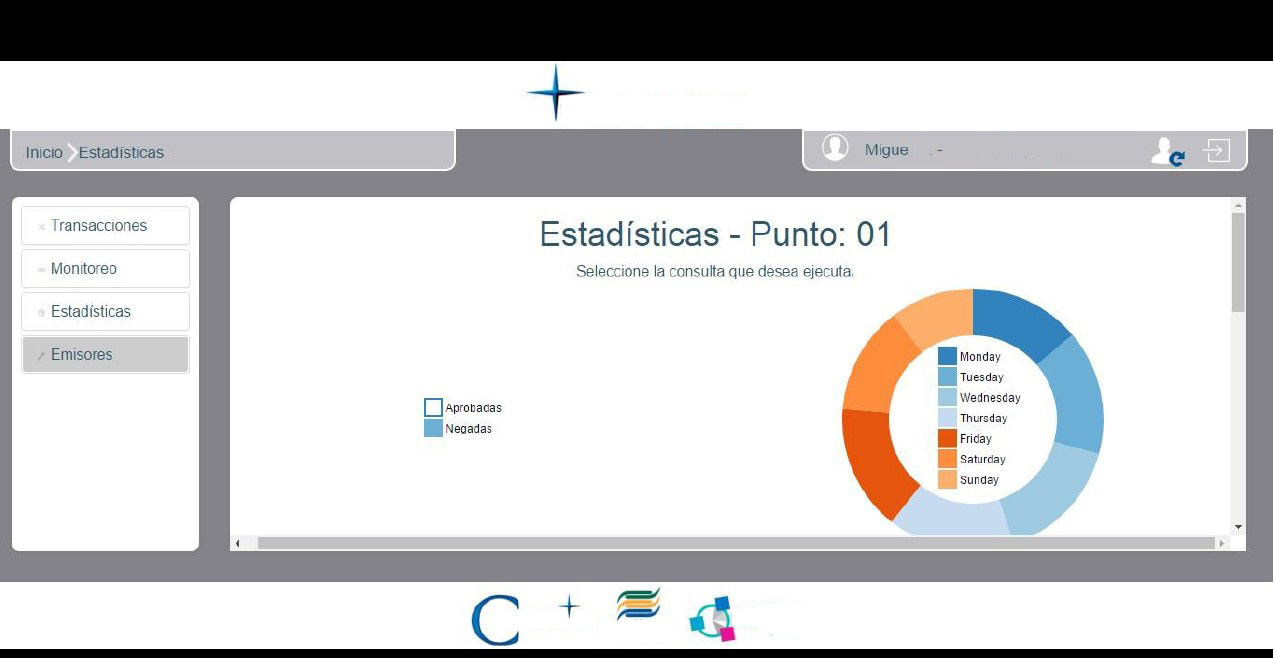 Inicio Estadísticas
Migue . -
Transacciones
Monitoreo
Estadísticas
Emisores
Estadísticas - Punto: 01
Seleccione la consulta que desea ejecuta.
Aprobadas
Negadas
Monday
Tuesday
Wednesday
Thursday
Friday
Saturday
Sunday
C